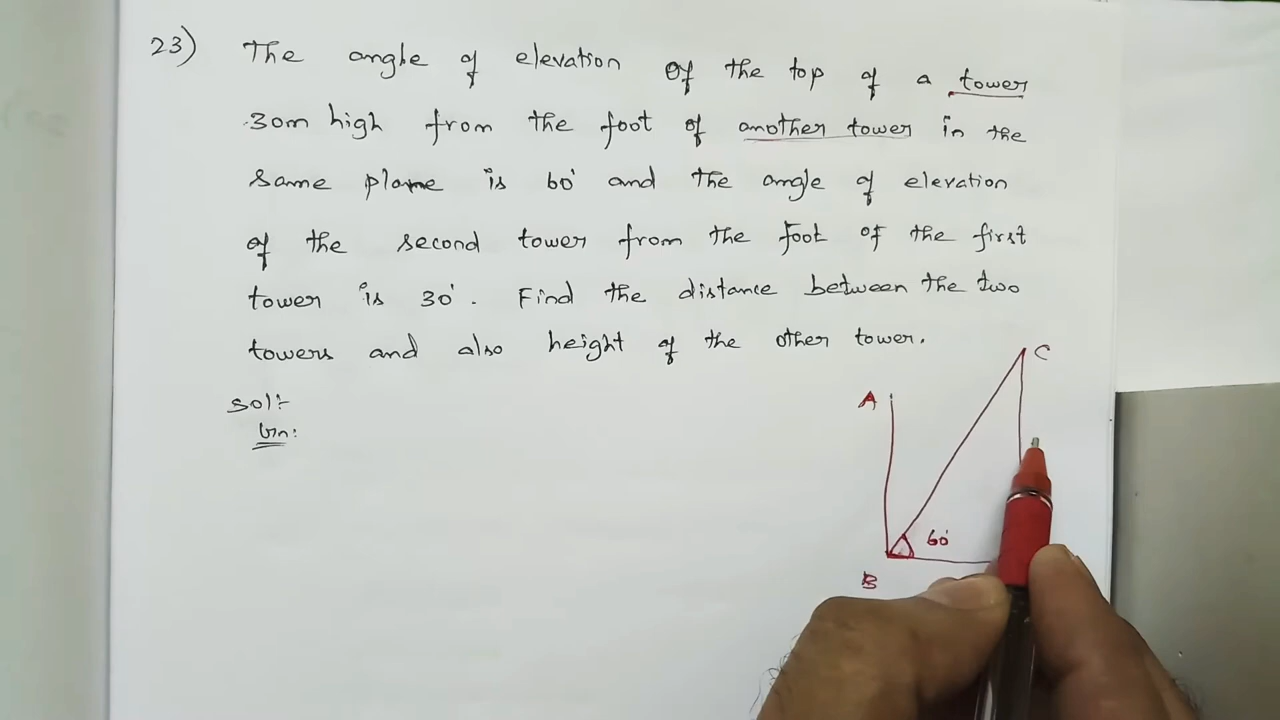 23) The angle of elevation of the top of a tower
30m high from the foot of another tower in the
same plane is 60° and the angle of elevation
of the second tower from the foot of the first
tower is 30°. Find the distance between the two
towers and also height of the other tower.
Sol:-
Gn:
C
A
60°
B